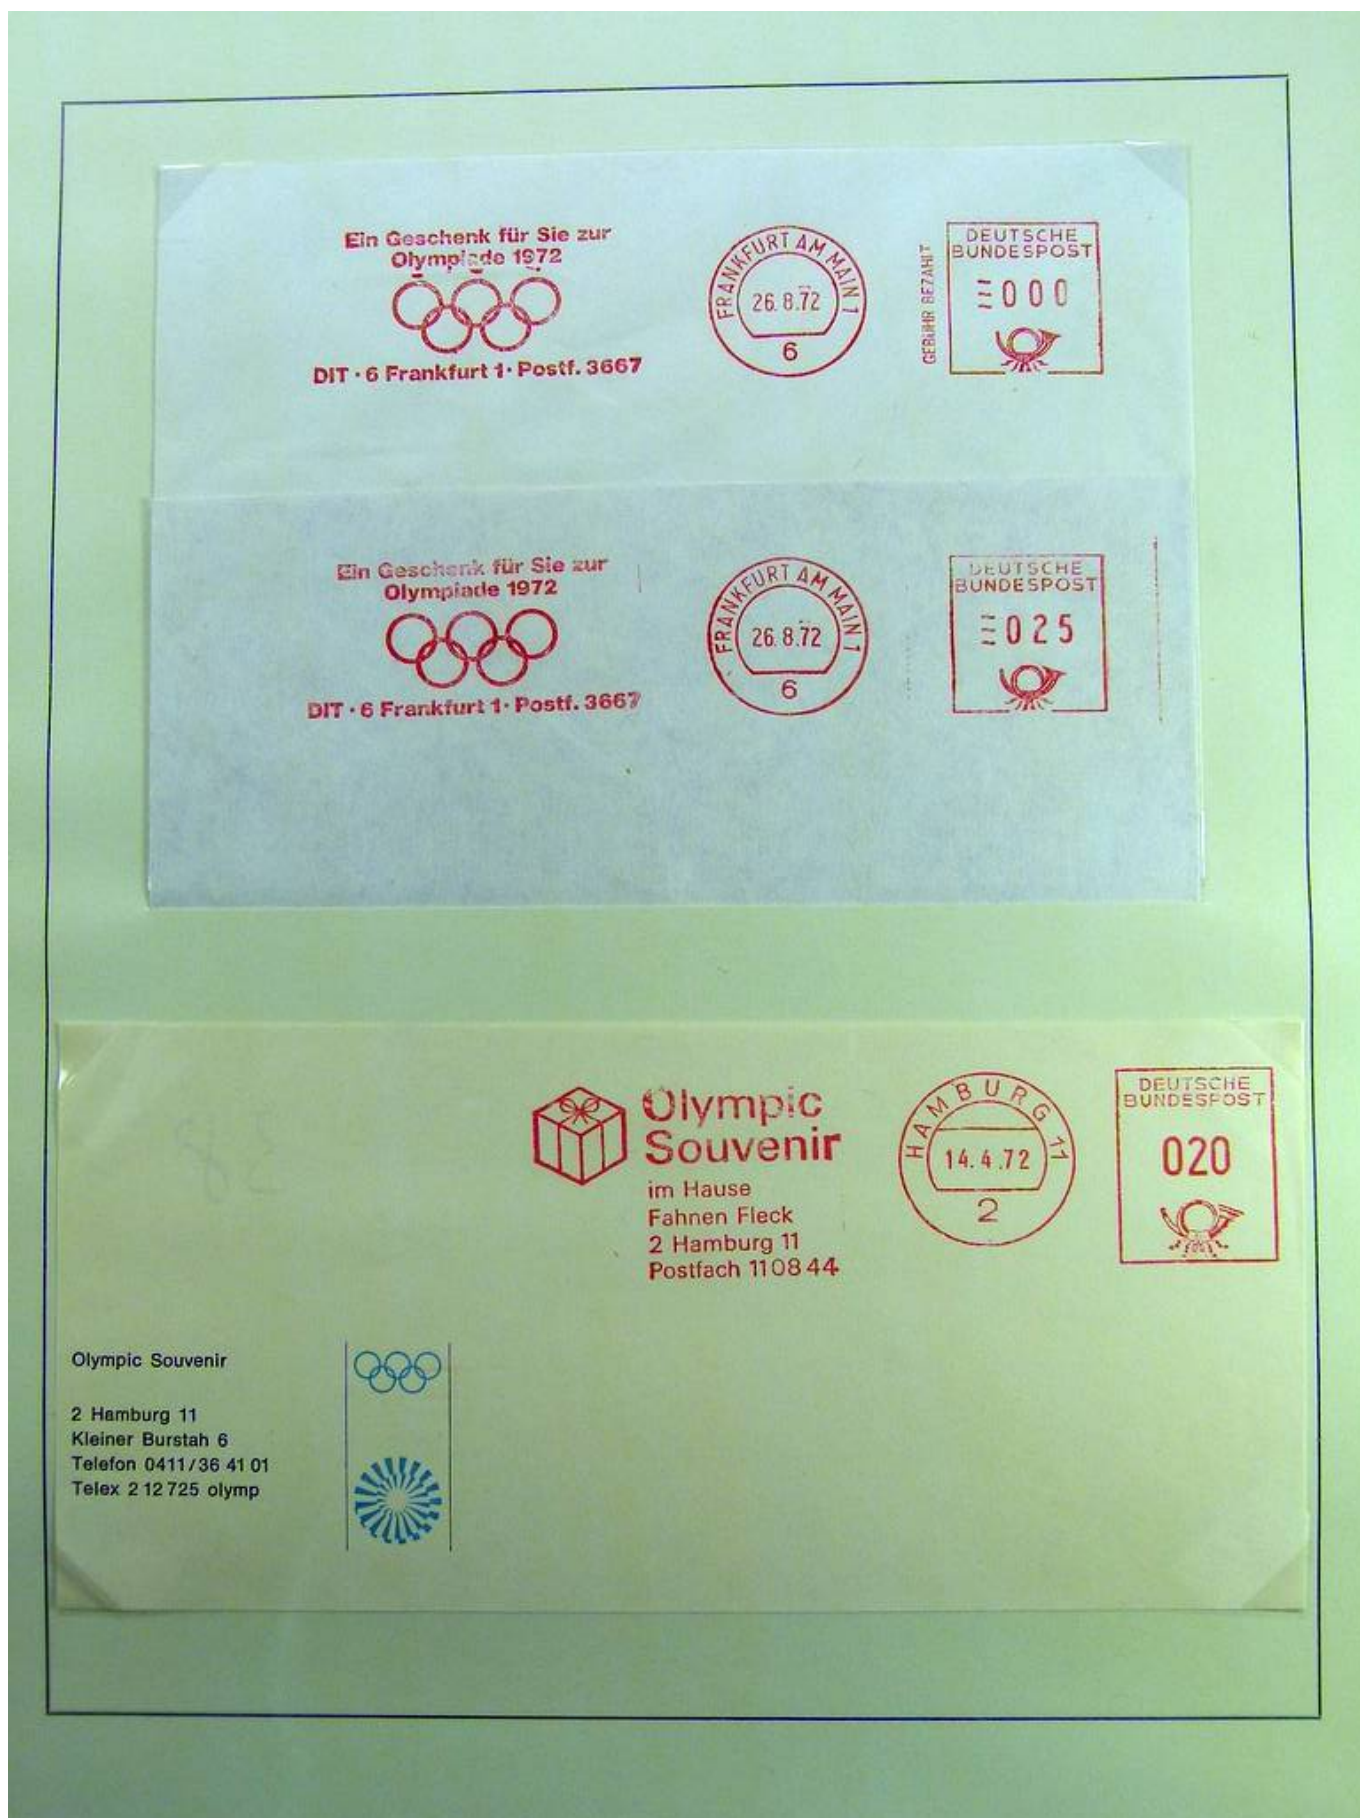 Ein Geschenk für Sie zur
Olympiade 1972
DIT · 6 Frankfurt 1 · Postf. 3667
FRANKFURT AM MAIN 1
26.8.72
6
GEBÜHR BEZAHLT
DEUTSCHE
BUNDESPOST
000
Ein Geschenk für Sie zur
Olympiade 1972
DIT · 6 Frankfurt 1 · Postf. 3667
FRANKFURT AM MAIN 1
26.8.72
6
DEUTSCHE
BUNDESPOST
025
Olympic
Souvenir
im Hause
Fahnen Fleck
2 Hamburg 11
Postfach 11 08 44
HAMBURG 11
14.4.72
2
DEUTSCHE
BUNDESPOST
020
Olympic Souvenir
2 Hamburg 11
Kleiner Burstah 6
Telefon 0411/36 41 01
Telex 2 12 725 olymp